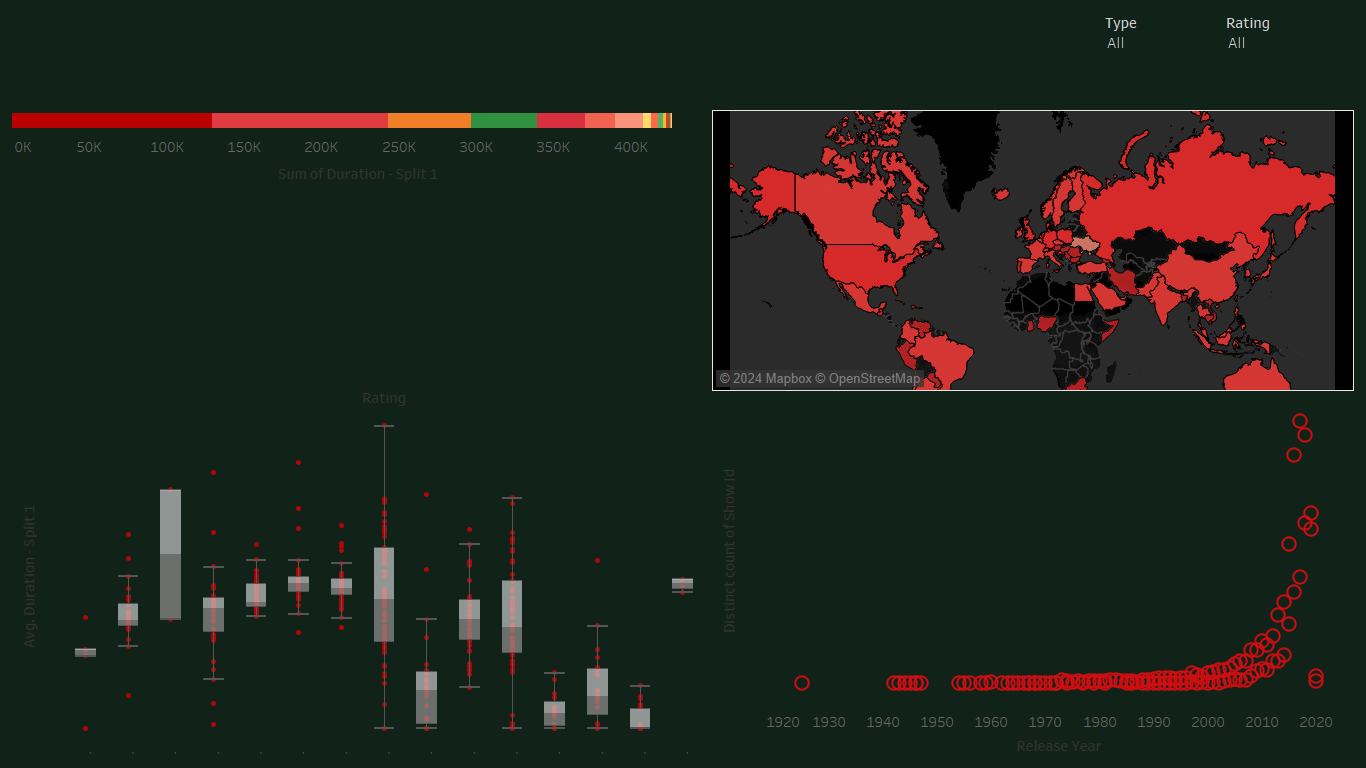 Type Rating
All All
0K 50K 100K 150K 200K 250K 300K 350K 400K
Sum of Duration - Split 1
© 2024 Mapbox © OpenStreetMap
Rating
Avg. Duration - Split 1
Distinct count of Show Id
1920 1930 1940 1950 1960 1970 1980 1990 2000 2010 2020
Release Year